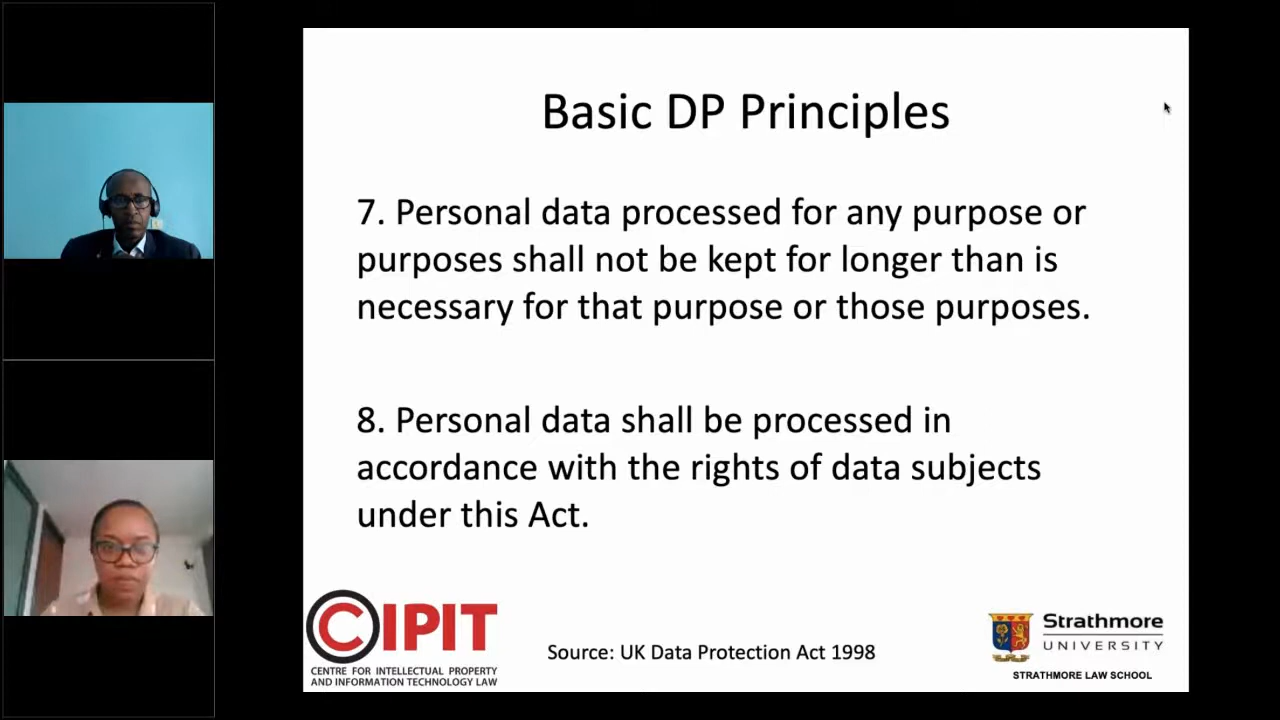 Basic DP Principles
7. Personal data processed for any purpose or
purposes shall not be kept for longer than is
necessary for that purpose or those purposes.
8. Personal data shall be processed in
accordance with the rights of data subjects
under this Act.
CIPIT
CENTRE FOR INTELLECTUAL PROPERTY
AND INFORMATION TECHNOLOGY LAW
Source: UK Data Protection Act 1998
Strathmore
UNIVERSITY
STRATHMORE LAW SCHOOL